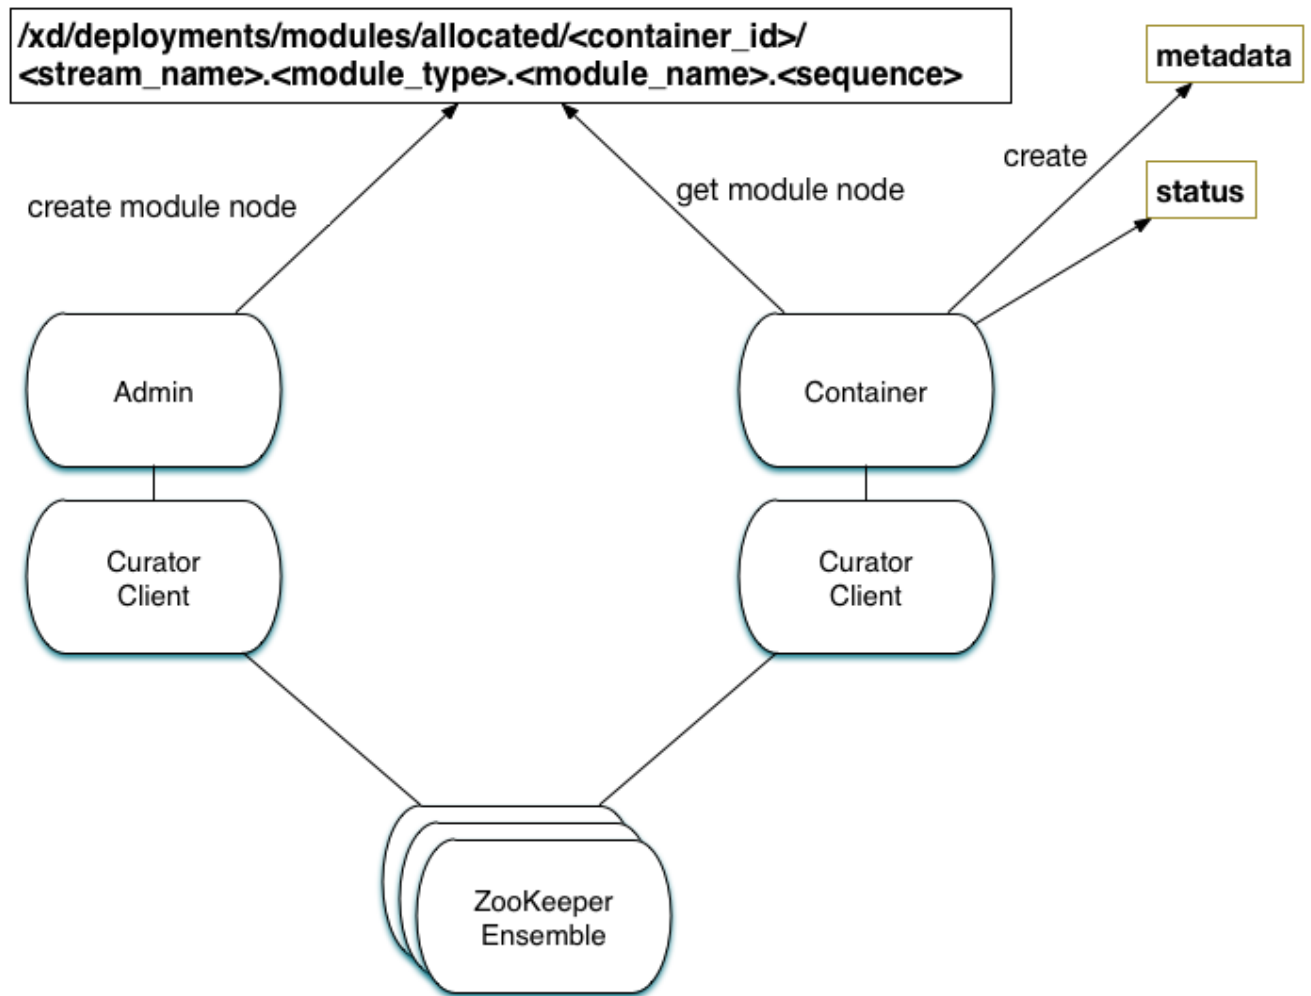 /xd/deployments/modules/allocated/<container_id>/
<stream_name>.<module_type>.<module_name>.<sequence>
metadata
create
status
get module node
create module node
Admin
Container
Curator
Client
Curator
Client
ZooKeeper
Ensemble